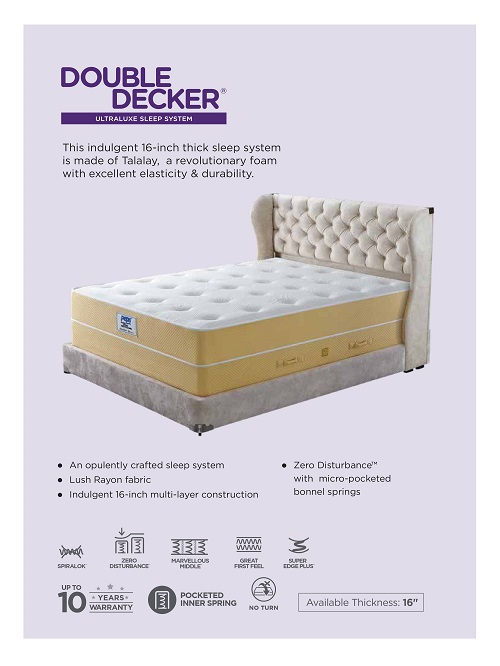 DOUBLE
DECKER®
ULTRALUXE SLEEP SYSTEM
This indulgent 16-inch thick sleep system
is made of Talalay, a revolutionary foam
with excellent elasticity & durability.
● An opulently crafted sleep system
● Lush Rayon fabric
● Indulgent 16-inch multi-layer construction
● Zero Disturbance™
with micro-pocketed
bonnel springs
SPIRALOK™
ZERO
DISTURBANCE
MARVELLOUS
MIDDLE
GREAT
FIRST FEEL
SUPER
EDGE PLUS
UP TO
10 YEARS
WARRANTY
POCKETED
INNER SPRING
NO TURN
Available Thickness: 16"